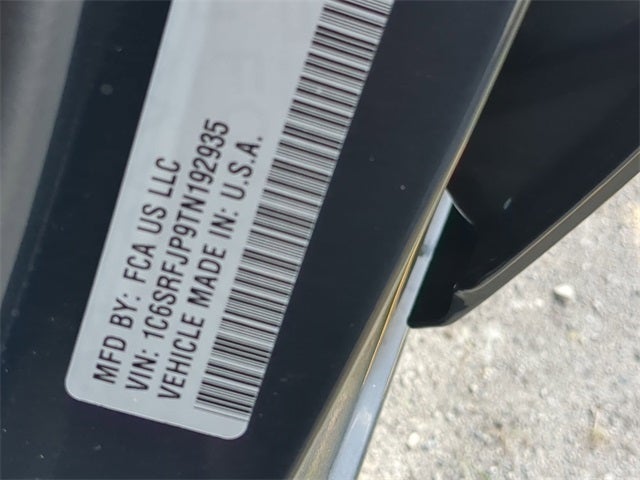 MFD BY: FCA US LLC
VIN: 1C6SRFJP9TN192935
VEHICLE MADE IN: U.S.A.